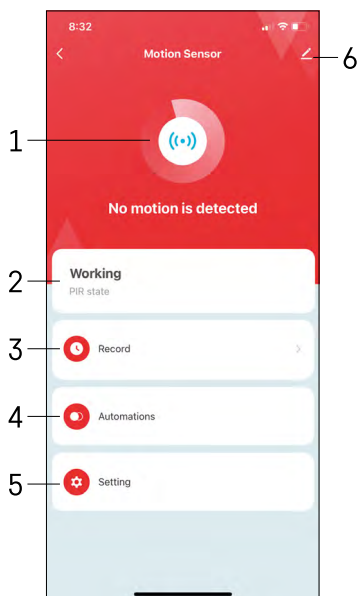 8:32
Motion Sensor
6
1
No motion is detected
2
Working
PIR state
3
Record
4
Automations
5
Setting